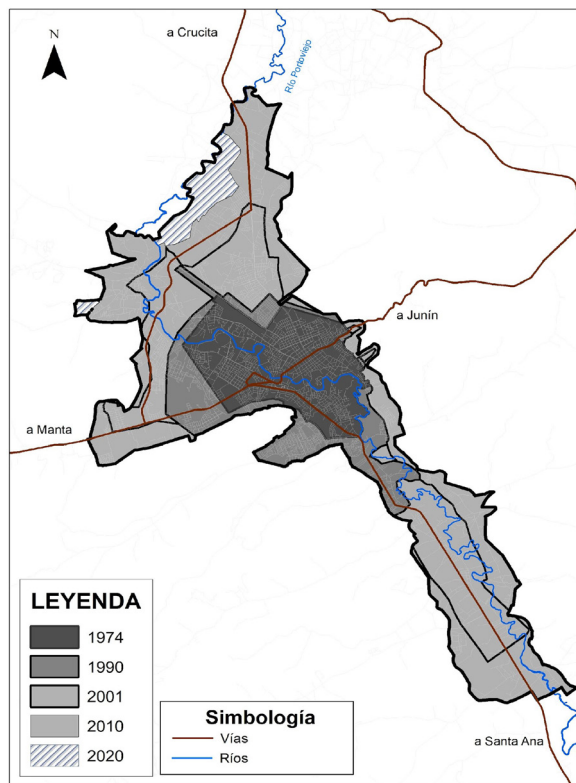 a Crucita
N
Río Portoviejo
a Junín
a Manta
LEYENDA
1974
1990
2001
2010
2020
Simbología
Vías
Ríos
a Santa Ana